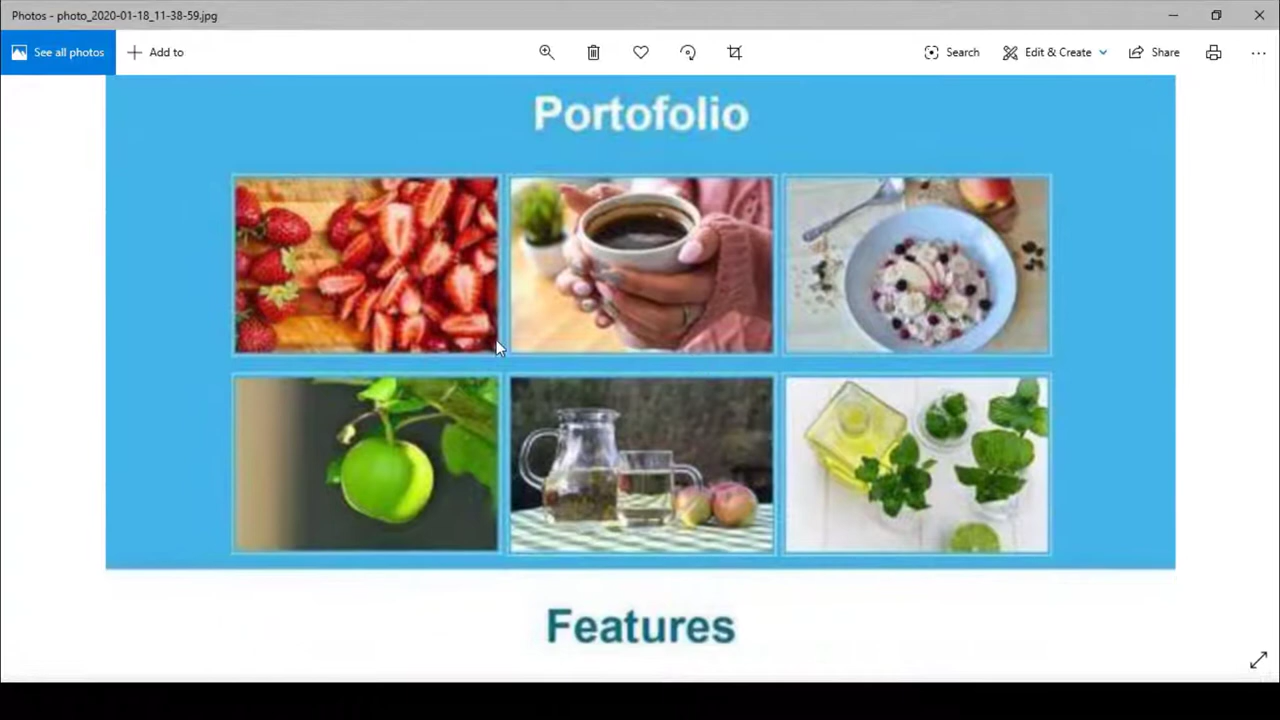 Photos - photo_2020-01-18_11-38-59.jpg
See all photos
Add to
Search
Edit & Create
Share
Portofolio
Features